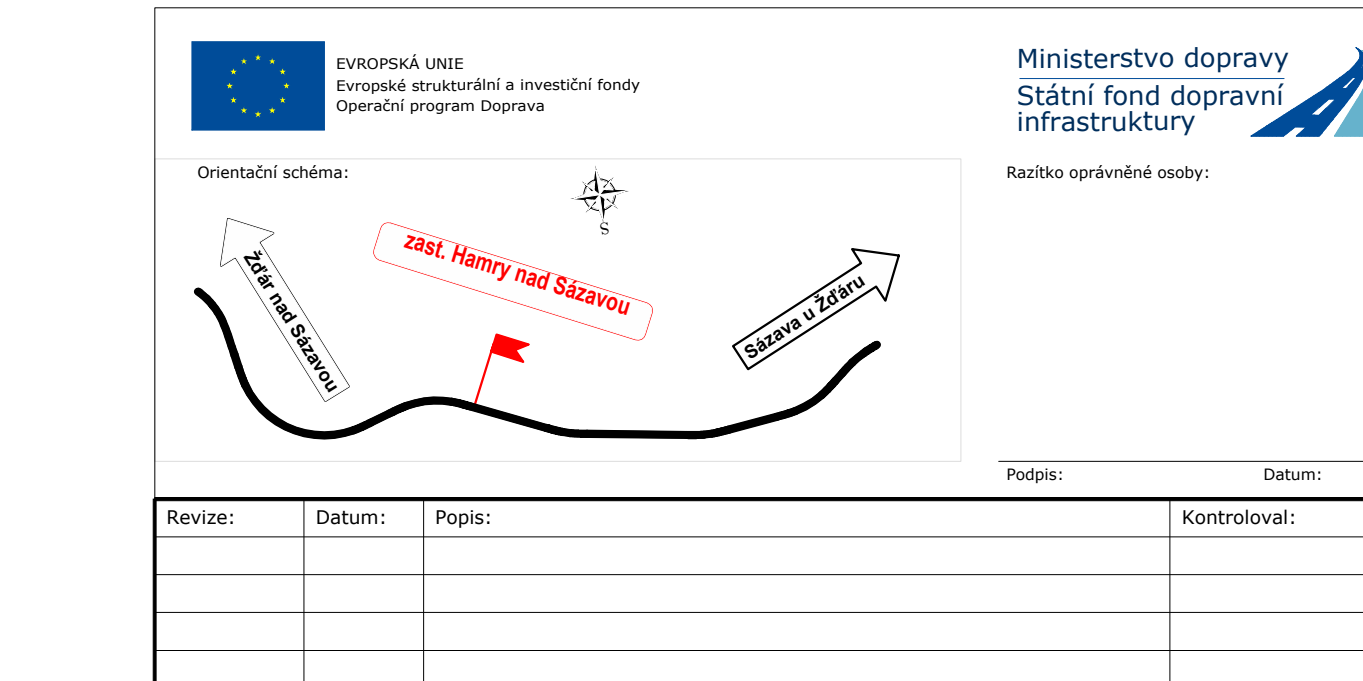 EVROPSKÁ UNIE
Evropské strukturální a investiční fondy
Operační program Doprava
Ministerstvo dopravy
Státní fond dopravní
infrastruktury
Orientační schéma:
S
Razítko oprávněné osoby:
Žďár nad Sázavou
zast. Hamry nad Sázavou
Sázava u Žďáru
Podpis:
Datum:
Revize:
Datum:
Popis:
Kontroloval: